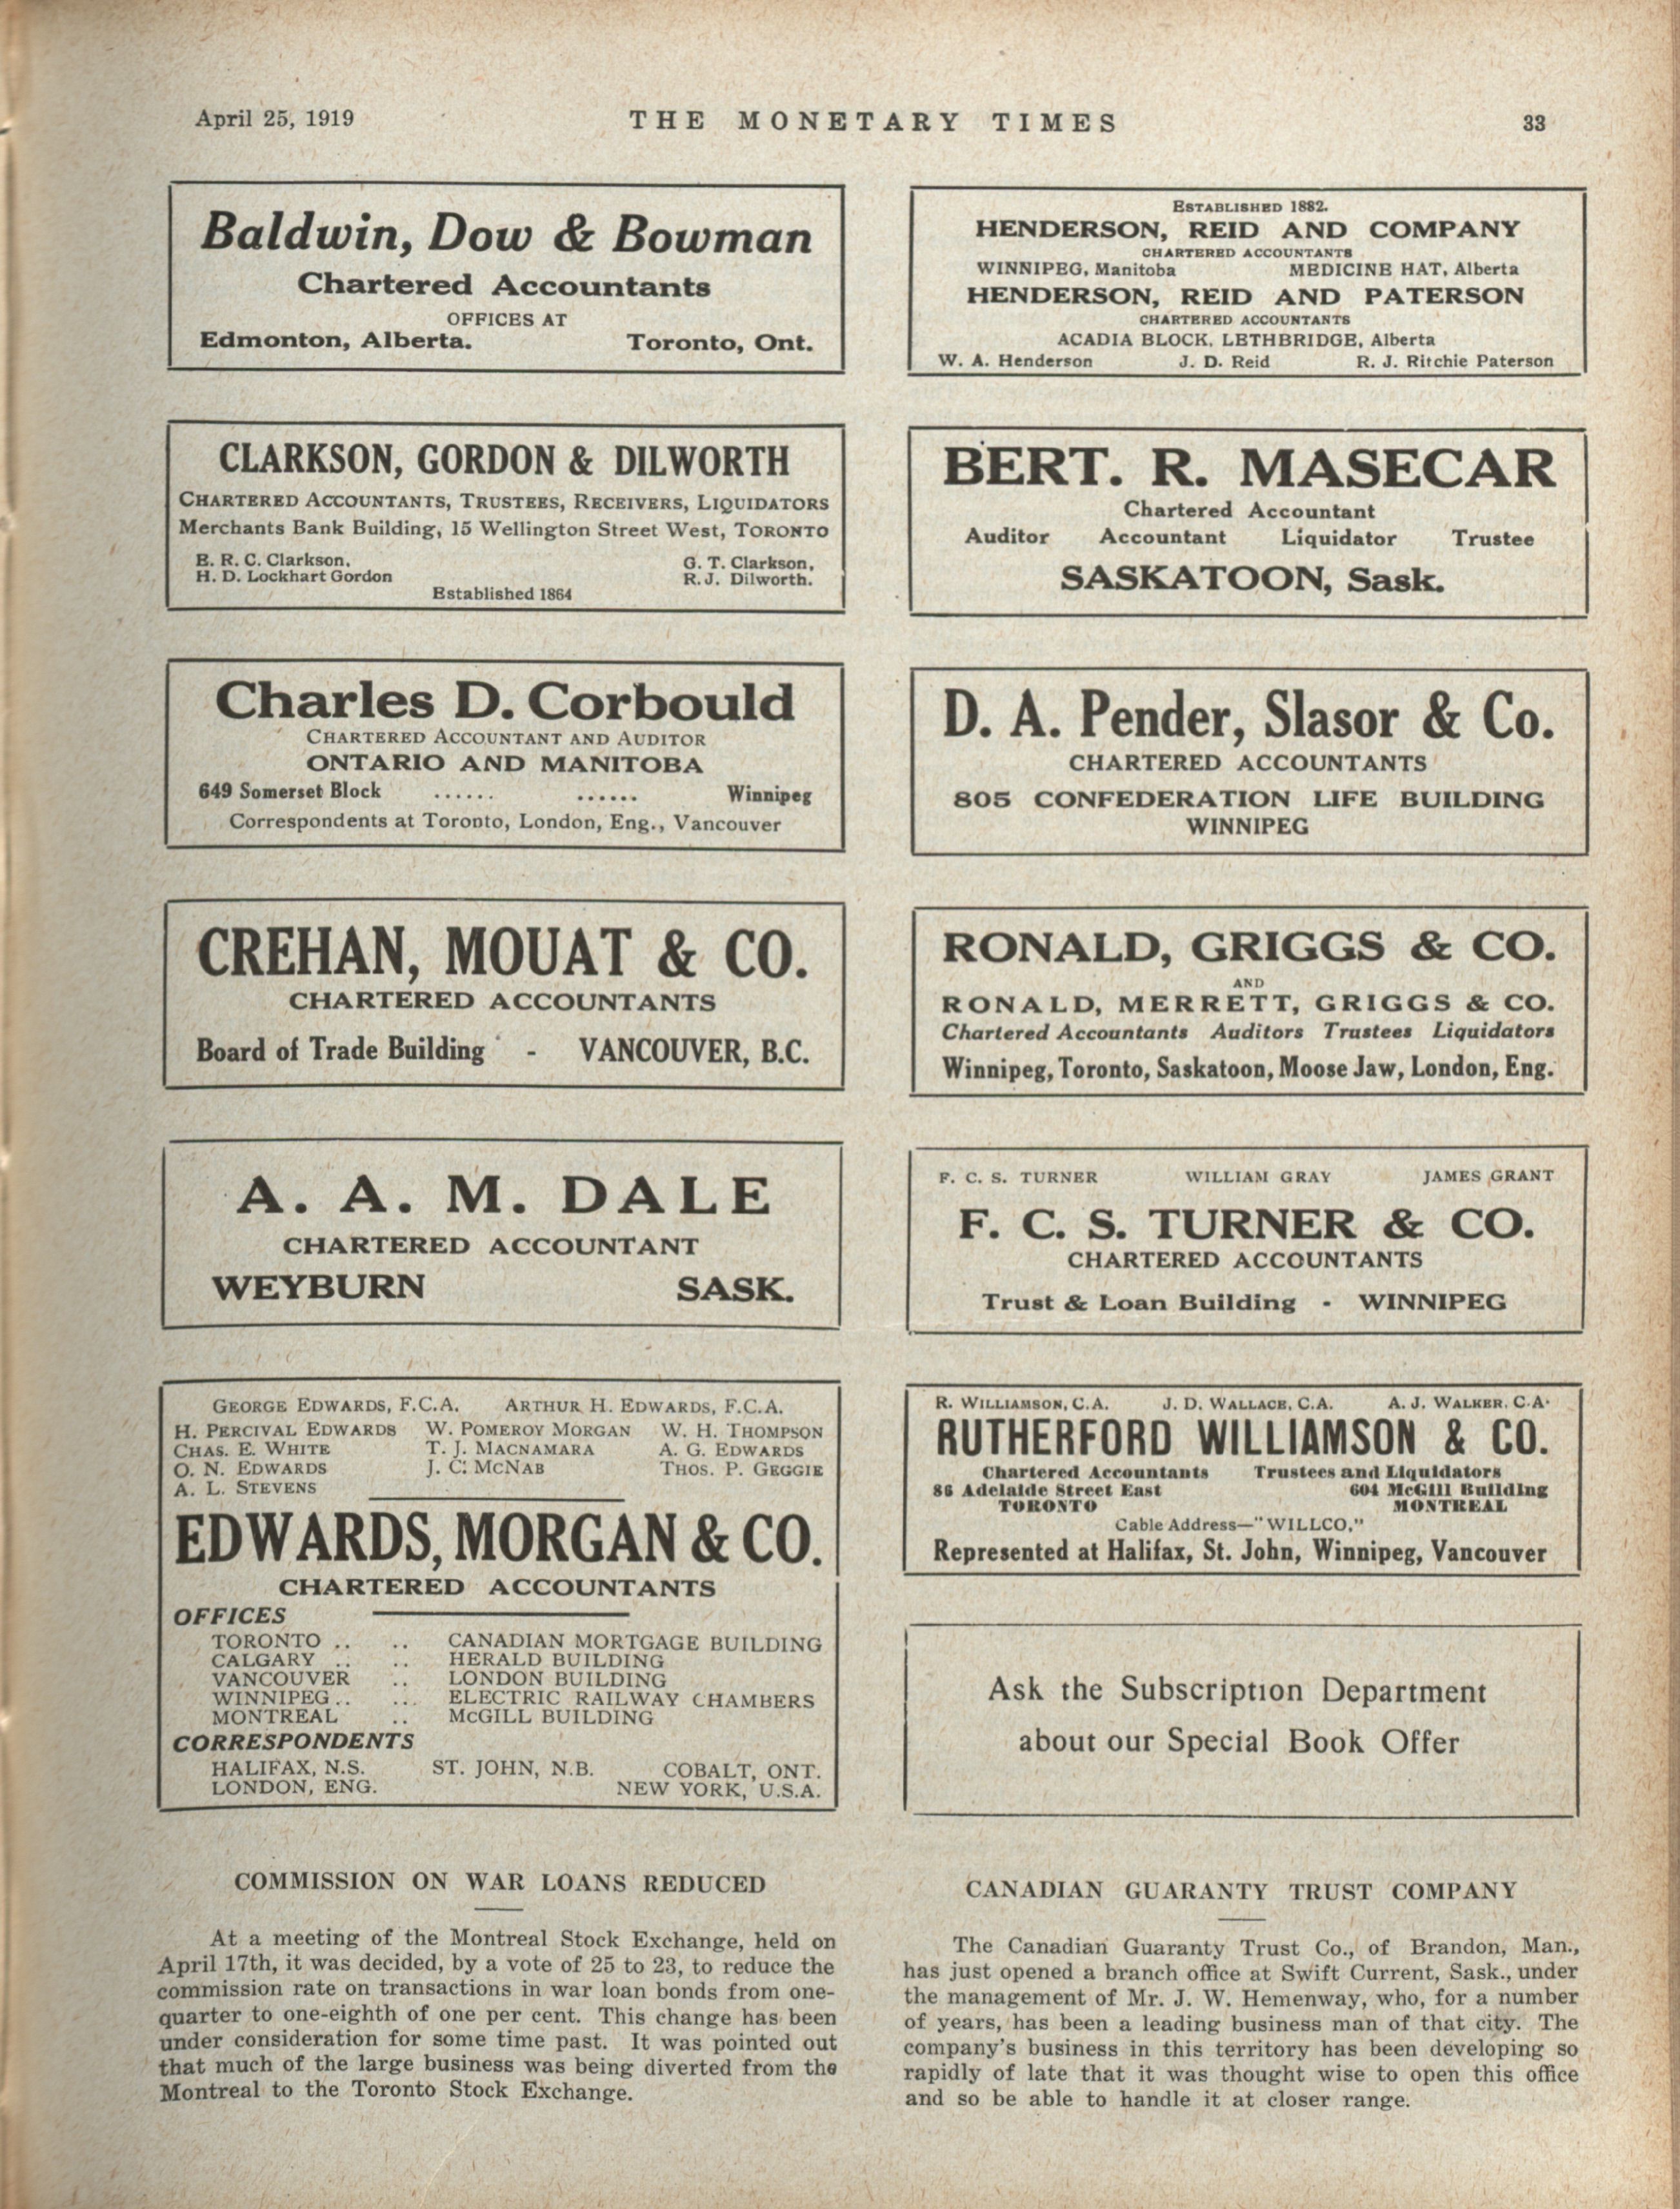 April 25, 1919 THE MONETARY TIMES 33
Baldwin, Dow & Bowman
Chartered Accountants
OFFICES AT
Edmonton, Alberta. Toronto, Ont.
CLARKSON, GORDON & DILWORTH
CHARTERED ACCOUNTANTS, TRUSTEES, RECEIVERS, LIQUIDATORS
Merchants Bank Building, 15 Wellington Street West, TORONTO
E. R. C. Clarkson, G. T. Clarkson,
H. D. Lockhart Gordon R. J. Dilworth.
Established 1864
Charles D. Corbould
CHARTERED ACCOUNTANT AND AUDITOR
ONTARIO AND MANITOBA
649 Somerset Block ...... ...... Winnipeg
Correspondents at Toronto, London, Eng., Vancouver
CREHAN, MOUAT & CO.
CHARTERED ACCOUNTANTS
Board of Trade Building - VANCOUVER, B.C.
A. A. M. DALE
CHARTERED ACCOUNTANT
WEYBURN SASK.
GEORGE EDWARDS, F.C.A. ARTHUR H. EDWARDS, F.C.A.
H. PERCIVAL EDWARDS W. POMEROY MORGAN W. H. THOMPSON
CHAS. E. WHITE T. J. MACNAMARA A. G. EDWARDS
O. N. EDWARDS J. C. MCNAB THOS. P. GEGGIE
A. L. STEVENS
EDWARDS, MORGAN & CO.
CHARTERED ACCOUNTANTS
OFFICES
TORONTO .. .. CANADIAN MORTGAGE BUILDING
CALGARY .. .. HERALD BUILDING
VANCOUVER .. LONDON BUILDING
WINNIPEG .. ... ELECTRIC RAILWAY CHAMBERS
MONTREAL .. McGILL BUILDING
CORRESPONDENTS
HALIFAX, N.S. ST. JOHN, N.B. COBALT, ONT.
LONDON, ENG. NEW YORK, U.S.A.
COMMISSION ON WAR LOANS REDUCED
At a meeting of the Montreal Stock Exchange, held on
April 17th, it was decided, by a vote of 25 to 23, to reduce the
commission rate on transactions in war loan bonds from one-
quarter to one-eighth of one per cent. This change has been
under consideration for some time past. It was pointed out
that much of the large business was being diverted from the
Montreal to the Toronto Stock Exchange.
ESTABLISHED 1882.
HENDERSON, REID AND COMPANY
CHARTERED ACCOUNTANTS
WINNIPEG, Manitoba MEDICINE HAT, Alberta
HENDERSON, REID AND PATERSON
CHARTERED ACCOUNTANTS
ACADIA BLOCK, LETHBRIDGE, Alberta
W. A. Henderson J. D. Reid R. J. Ritchie Paterson
BERT. R. MASECAR
Chartered Accountant
Auditor Accountant Liquidator Trustee
SASKATOON, Sask.
D. A. Pender, Slasor & Co.
CHARTERED ACCOUNTANTS
805 CONFEDERATION LIFE BUILDING
WINNIPEG
RONALD, GRIGGS & CO.
AND
RONALD, MERRETT, GRIGGS & CO.
Chartered Accountants Auditors Trustees Liquidators
Winnipeg, Toronto, Saskatoon, Moose Jaw, London, Eng.
F. C. S. TURNER WILLIAM GRAY JAMES GRANT
F. C. S. TURNER & CO.
CHARTERED ACCOUNTANTS
Trust & Loan Building - WINNIPEG
R. WILLIAMSON, C.A. J. D. WALLACE, C.A. A. J. WALKER, C.A.
RUTHERFORD WILLIAMSON & CO.
Chartered Accountants Trustees and Liquidators
86 Adelaide Street East 604 McGill Building
TORONTO MONTREAL
Cable Address—"WILLCO."
Represented at Halifax, St. John, Winnipeg, Vancouver
Ask the Subscription Department
about our Special Book Offer
CANADIAN GUARANTY TRUST COMPANY
The Canadian Guaranty Trust Co., of Brandon, Man.,
has just opened a branch office at Swift Current, Sask., under
the management of Mr. J. W. Hemenway, who, for a number
of years, has been a leading business man of that city. The
company's business in this territory has been developing so
rapidly of late that it was thought wise to open this office
and so be able to handle it at closer range.